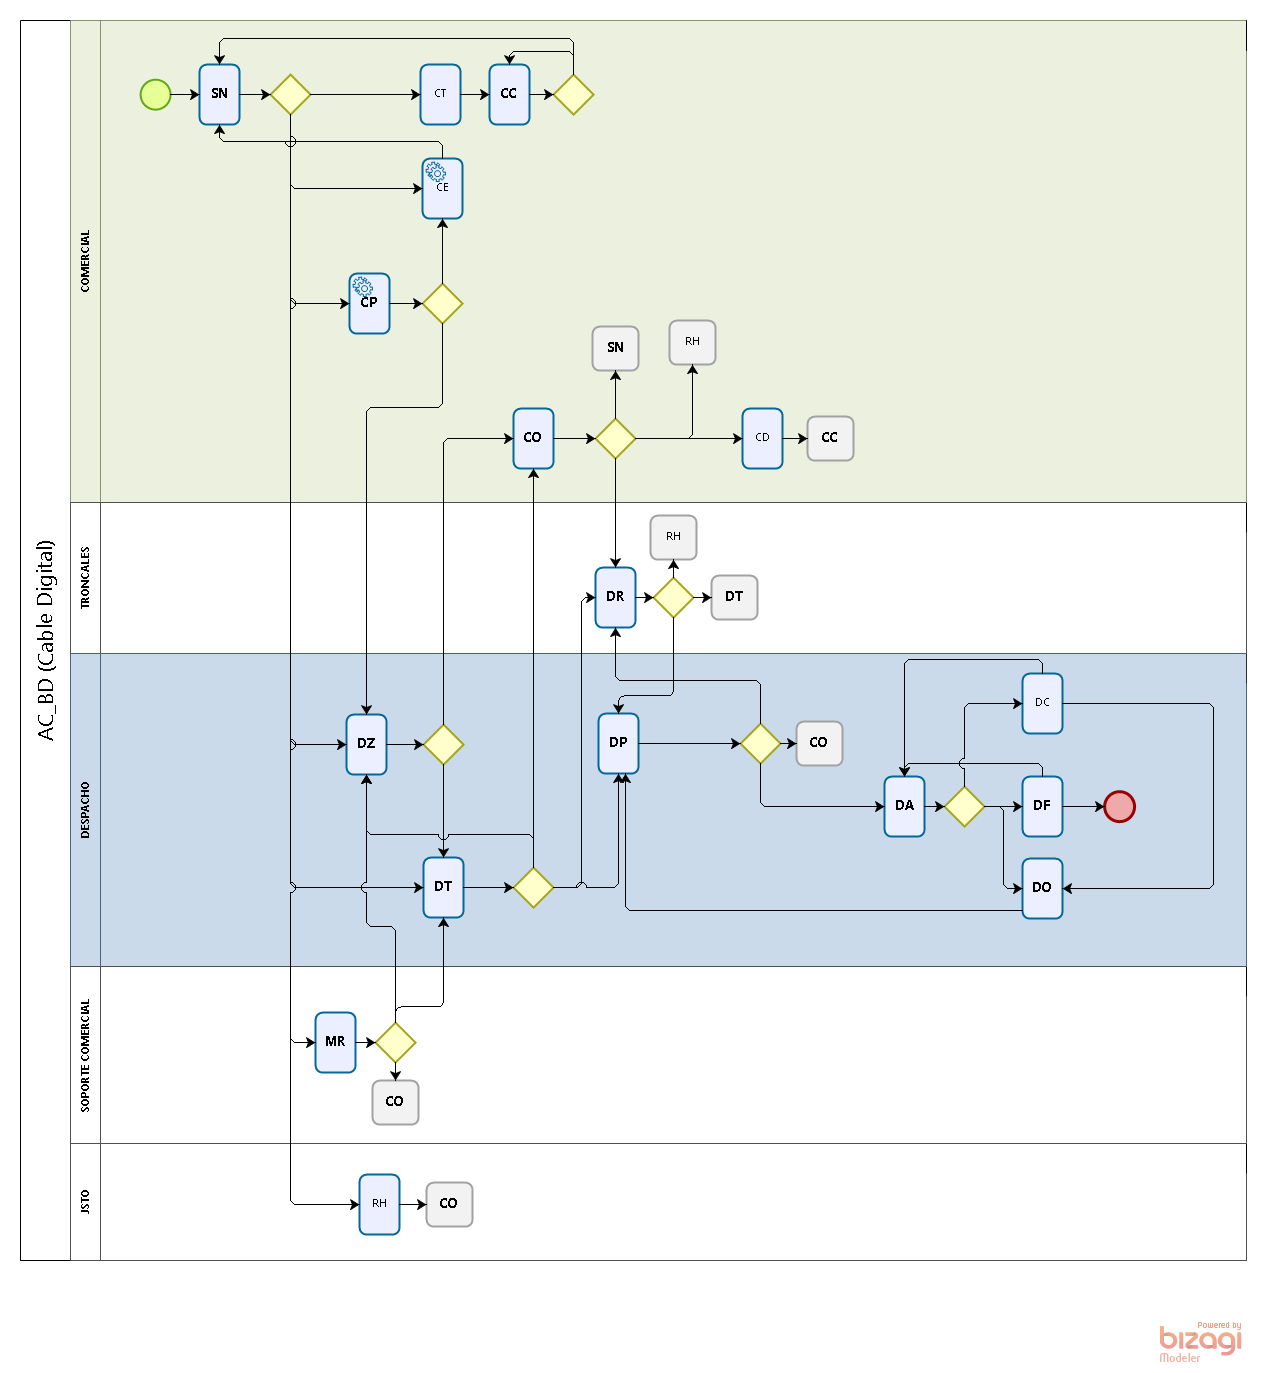 AC_BD (Cable Digital)
COMERCIAL
SN
CT
CC
CE
CP
SN
RH
CO
CD
CC
TRONCALES
RH
DR
DT
DESPACHO
DC
DZ
DP
CO
DA
DF
DT
DO
SOPORTE COMERCIAL
MR
CO
JSTO
RH
CO
Powered by
bizagi
Modeler